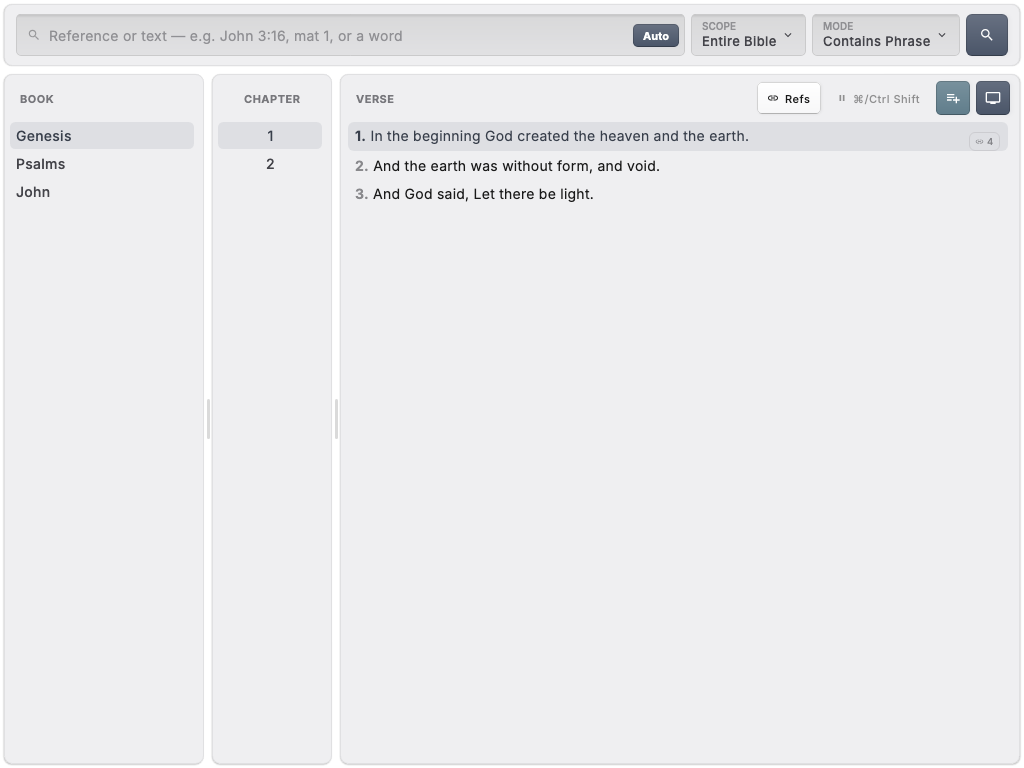 Reference or text — e.g. John 3:16, mat 1, or a word
Auto
SCOPE
Entire Bible
MODE
Contains Phrase
BOOK
Genesis
Psalms
John
CHAPTER
1
2
VERSE
Refs
⌘/Ctrl Shift
1. In the beginning God created the heaven and the earth.
4
2. And the earth was without form, and void.
3. And God said, Let there be light.